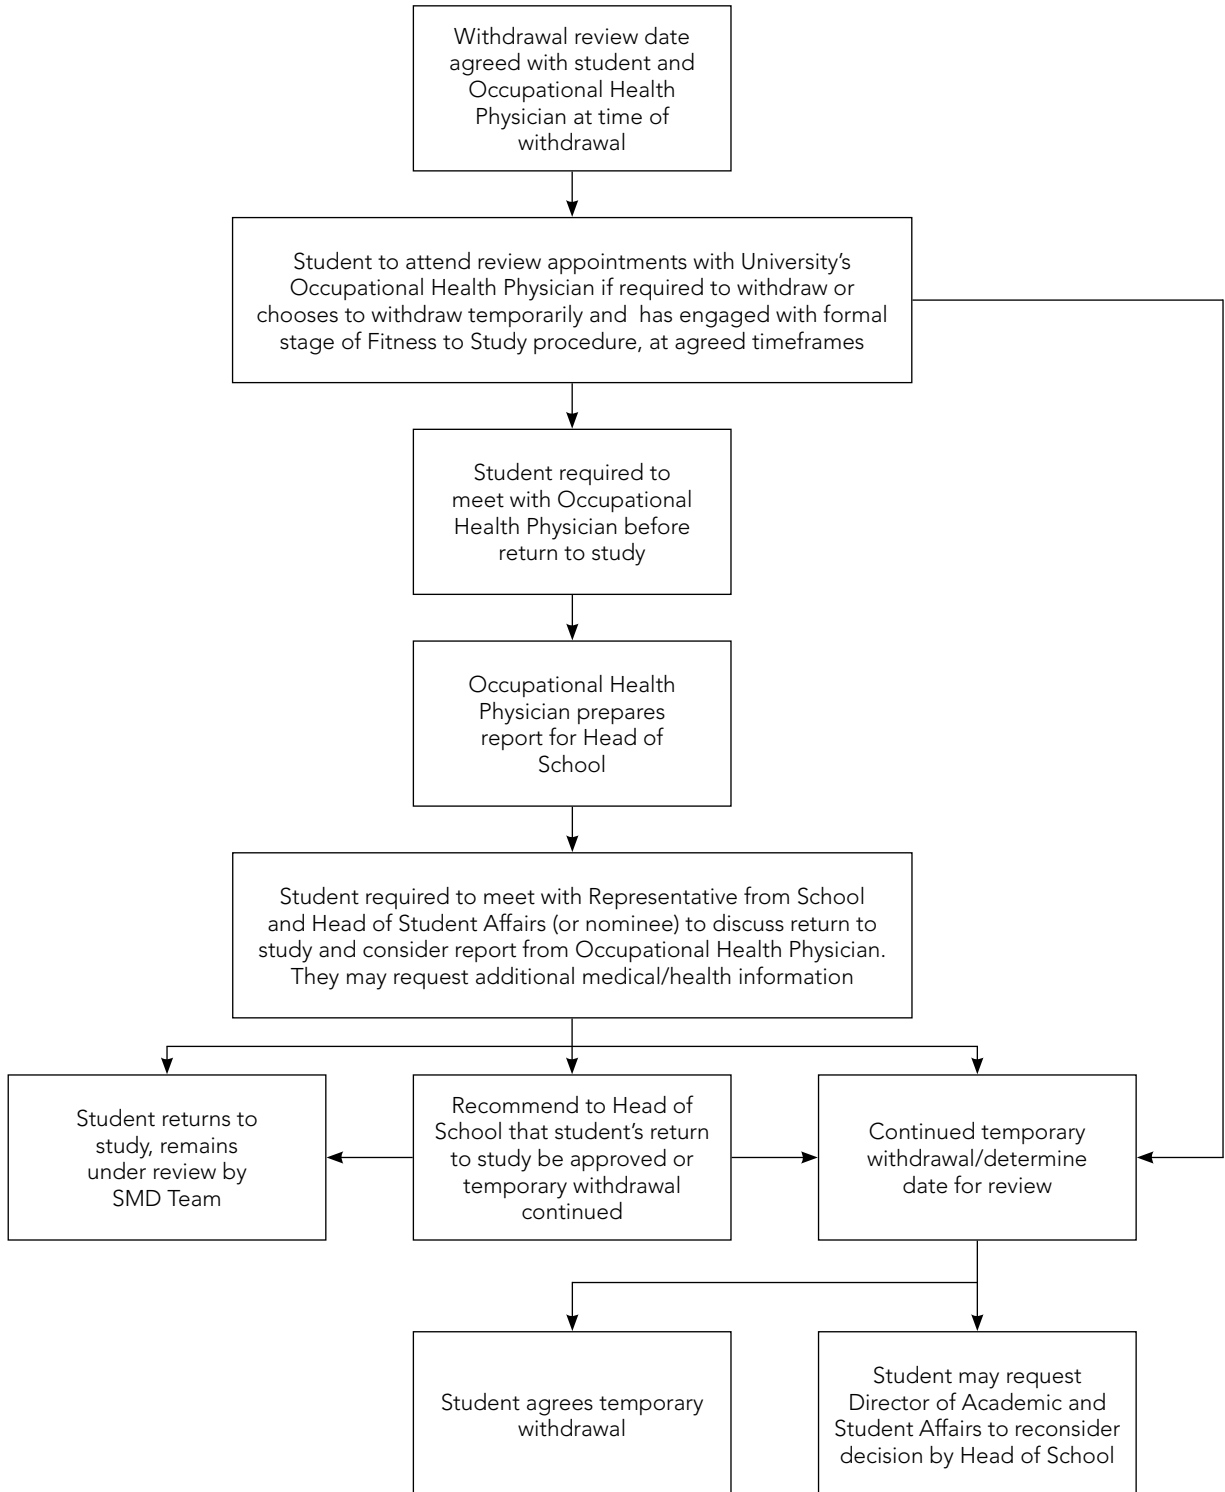 Withdrawal review date
agreed with student and
Occupational Health
Physician at time of
withdrawal
Student to attend review appointments with University’s
Occupational Health Physician if required to withdraw or
chooses to withdraw temporarily and  has engaged with formal
stage of Fitness to Study procedure, at agreed timeframes
Student required to
meet with Occupational
Health Physician before
return to study
Occupational Health
Physician prepares
report for Head of
School
Student required to meet with Representative from School
and Head of Student Affairs (or nominee) to discuss return to
study and consider report from Occupational Health Physician.
They may request additional medical/health information
Student returns to
study, remains
under review by
SMD Team
Recommend to Head of
School that student’s return
to study be approved or
temporary withdrawal
continued
Continued temporary
withdrawal/determine
date for review
Student agrees temporary
withdrawal
Student may request
Director of Academic and
Student Affairs to reconsider
decision by Head of School